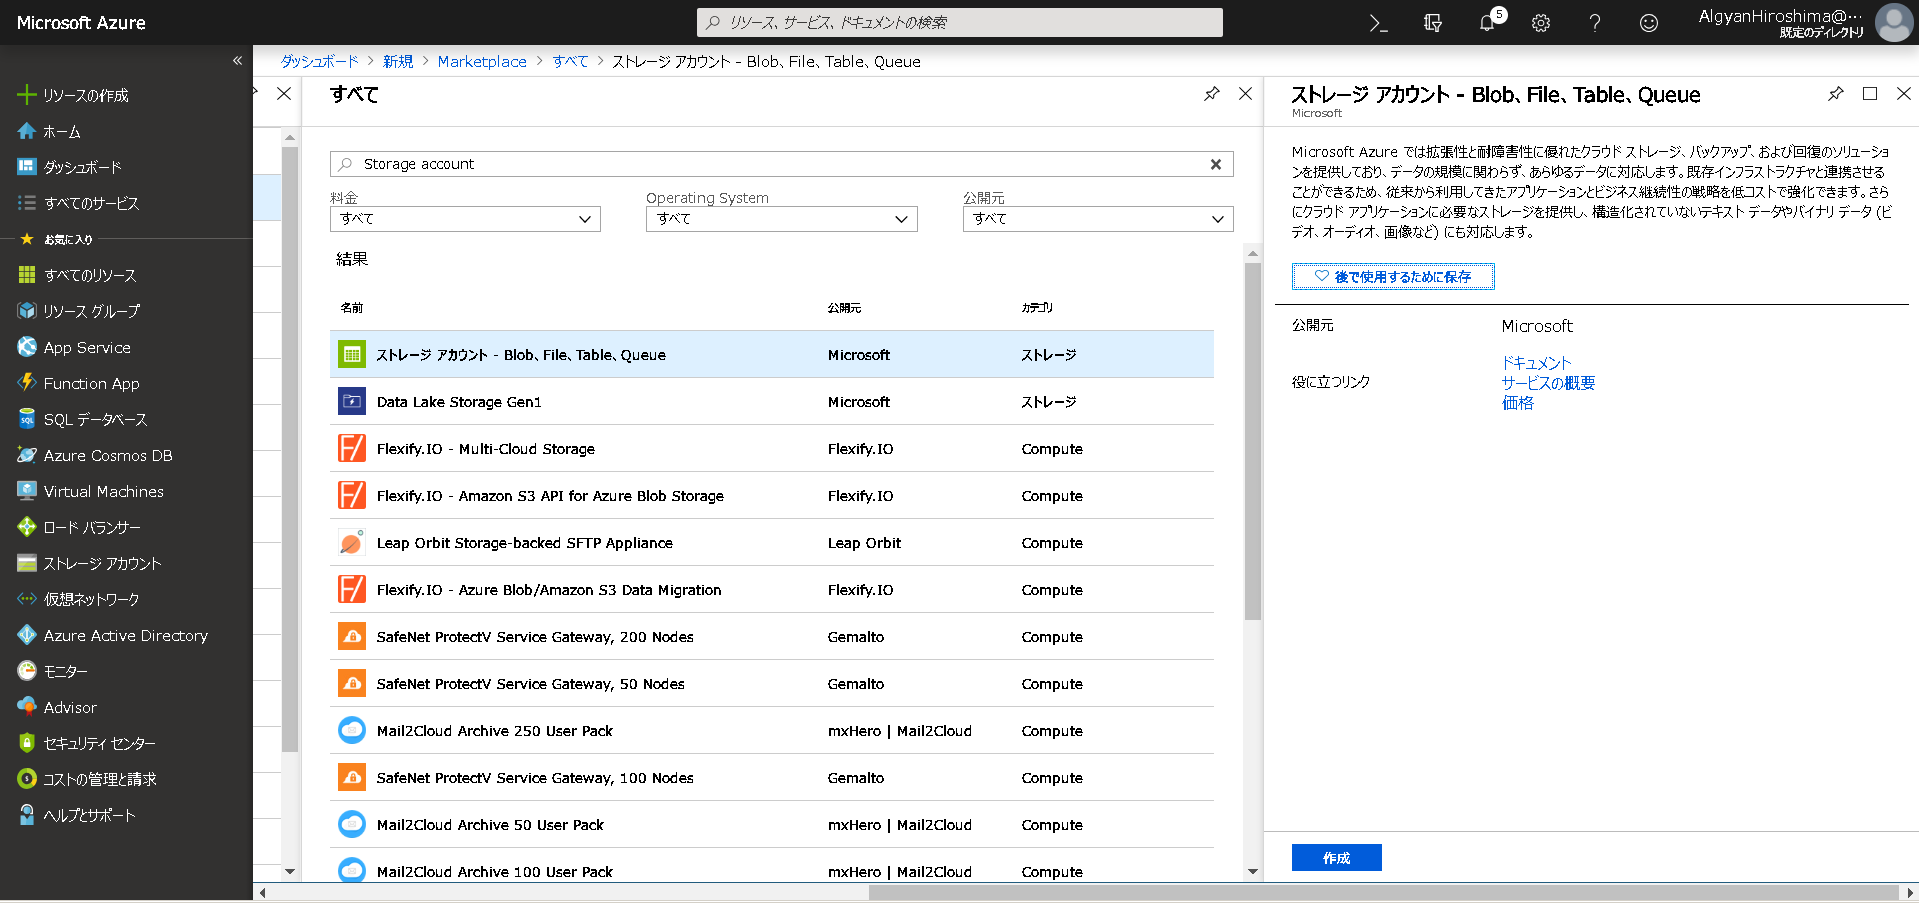 Microsoft Azure
リソース、サービス、ドキュメントの検索
5
AlgyanHiroshima@…
既定のディレクトリ
リソースの作成
ホーム
ダッシュボード
すべてのサービス
お気に入り
すべてのリソース
リソース グループ
App Service
Function App
SQL データベース
Azure Cosmos DB
Virtual Machines
ロード バランサー
ストレージ アカウント
仮想ネットワーク
Azure Active Directory
モニター
Advisor
セキュリティ センター
コストの管理と請求
ヘルプとサポート
ダッシュボード > 新規 > Marketplace > すべて > ストレージ アカウント - Blob、File、Table、Queue
すべて
Storage account
料金 Operating System 公開元
すべて すべて すべて
結果
名前 公開元 カテゴリ
ストレージ アカウント - Blob、File、Table、Queue Microsoft ストレージ
Data Lake Storage Gen1 Microsoft ストレージ
Flexify.IO - Multi-Cloud Storage Flexify.IO Compute
Flexify.IO - Amazon S3 API for Azure Blob Storage Flexify.IO Compute
Leap Orbit Storage-backed SFTP Appliance Leap Orbit Compute
Flexify.IO - Azure Blob/Amazon S3 Data Migration Flexify.IO Compute
SafeNet ProtectV Service Gateway, 200 Nodes Gemalto Compute
SafeNet ProtectV Service Gateway, 50 Nodes Gemalto Compute
Mail2Cloud Archive 250 User Pack mxHero | Mail2Cloud Compute
SafeNet ProtectV Service Gateway, 100 Nodes Gemalto Compute
Mail2Cloud Archive 50 User Pack mxHero | Mail2Cloud Compute
Mail2Cloud Archive 100 User Pack mxHero | Mail2Cloud Compute
ストレージ アカウント - Blob、File、Table、Queue
Microsoft
Microsoft Azure では拡張性と耐障害性に優れたクラウド ストレージ、バックアップ、および回復のソリューショ
ンを提供しており、データの規模に関わらず、あらゆるデータに対応します。既存インフラストラクチャと連携させる
ことができるため、従来から利用してきたアプリケーションとビジネス継続性の戦略を低コストで強化できます。さら
にクラウド アプリケーションに必要なストレージを提供し、構造化されていないテキスト データやバイナリ データ (ビ
デオ、オーディオ、画像など) にも対応します。
後で使用するために保存
公開元 Microsoft
役に立つリンク
ドキュメント
サービスの概要
価格
作成